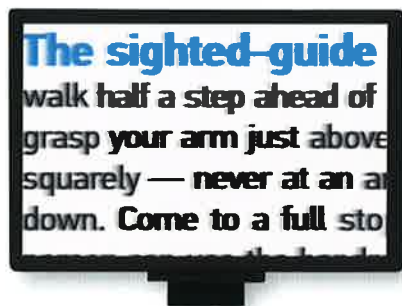 The sighted-guide
walk half a step ahead of
grasp your arm just above
squarely — never at an
down. Come to a full